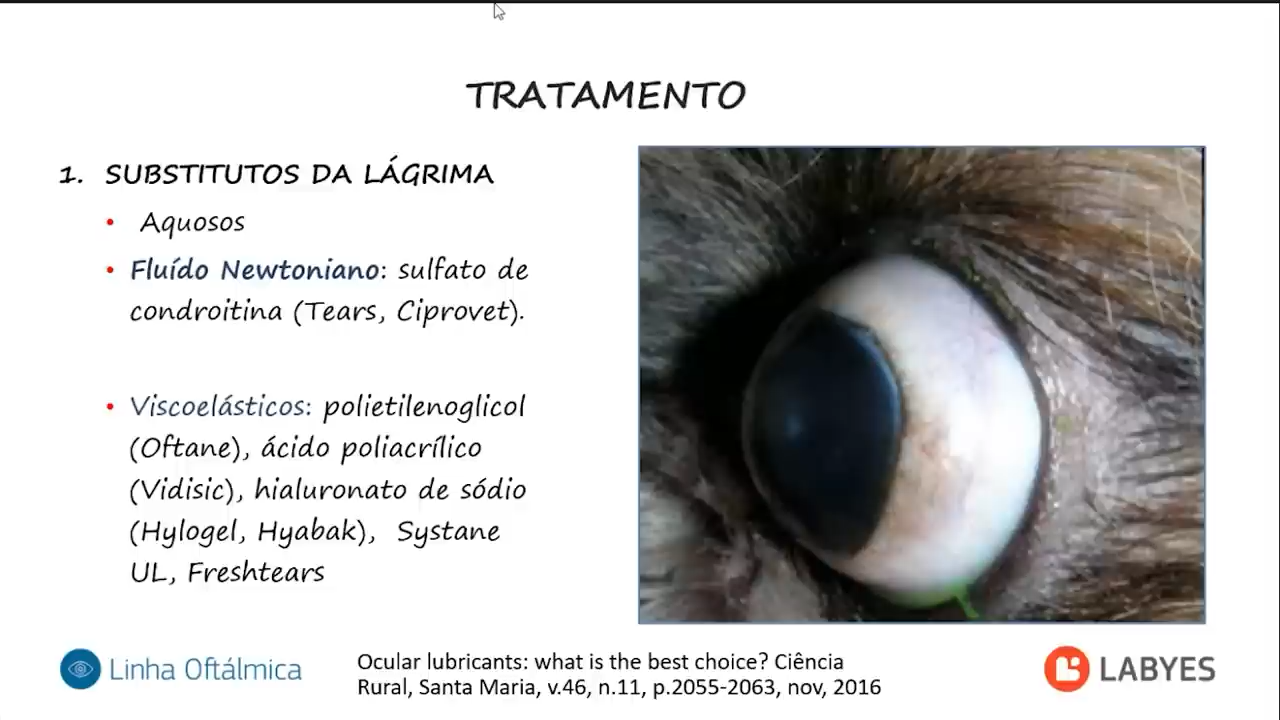 TRATAMENTO
1. SUBSTITUTOS DA LÁGRIMA
• Aquosos
• Fluído Newtoniano: sulfato de
condroitina (Tears, Ciprovet).
• Viscoelásticos: polietilenoglicol
(Oftane), ácido poliacrílico
(Vidisic), hialuronato de sódio
(Hylogel, Hyabak), Systane
UL, Freshtears
Linha Oftálmica
Ocular lubricants: what is the best choice? Ciência
Rural, Santa Maria, v.46, n.11, p.2055-2063, nov, 2016
LABYES